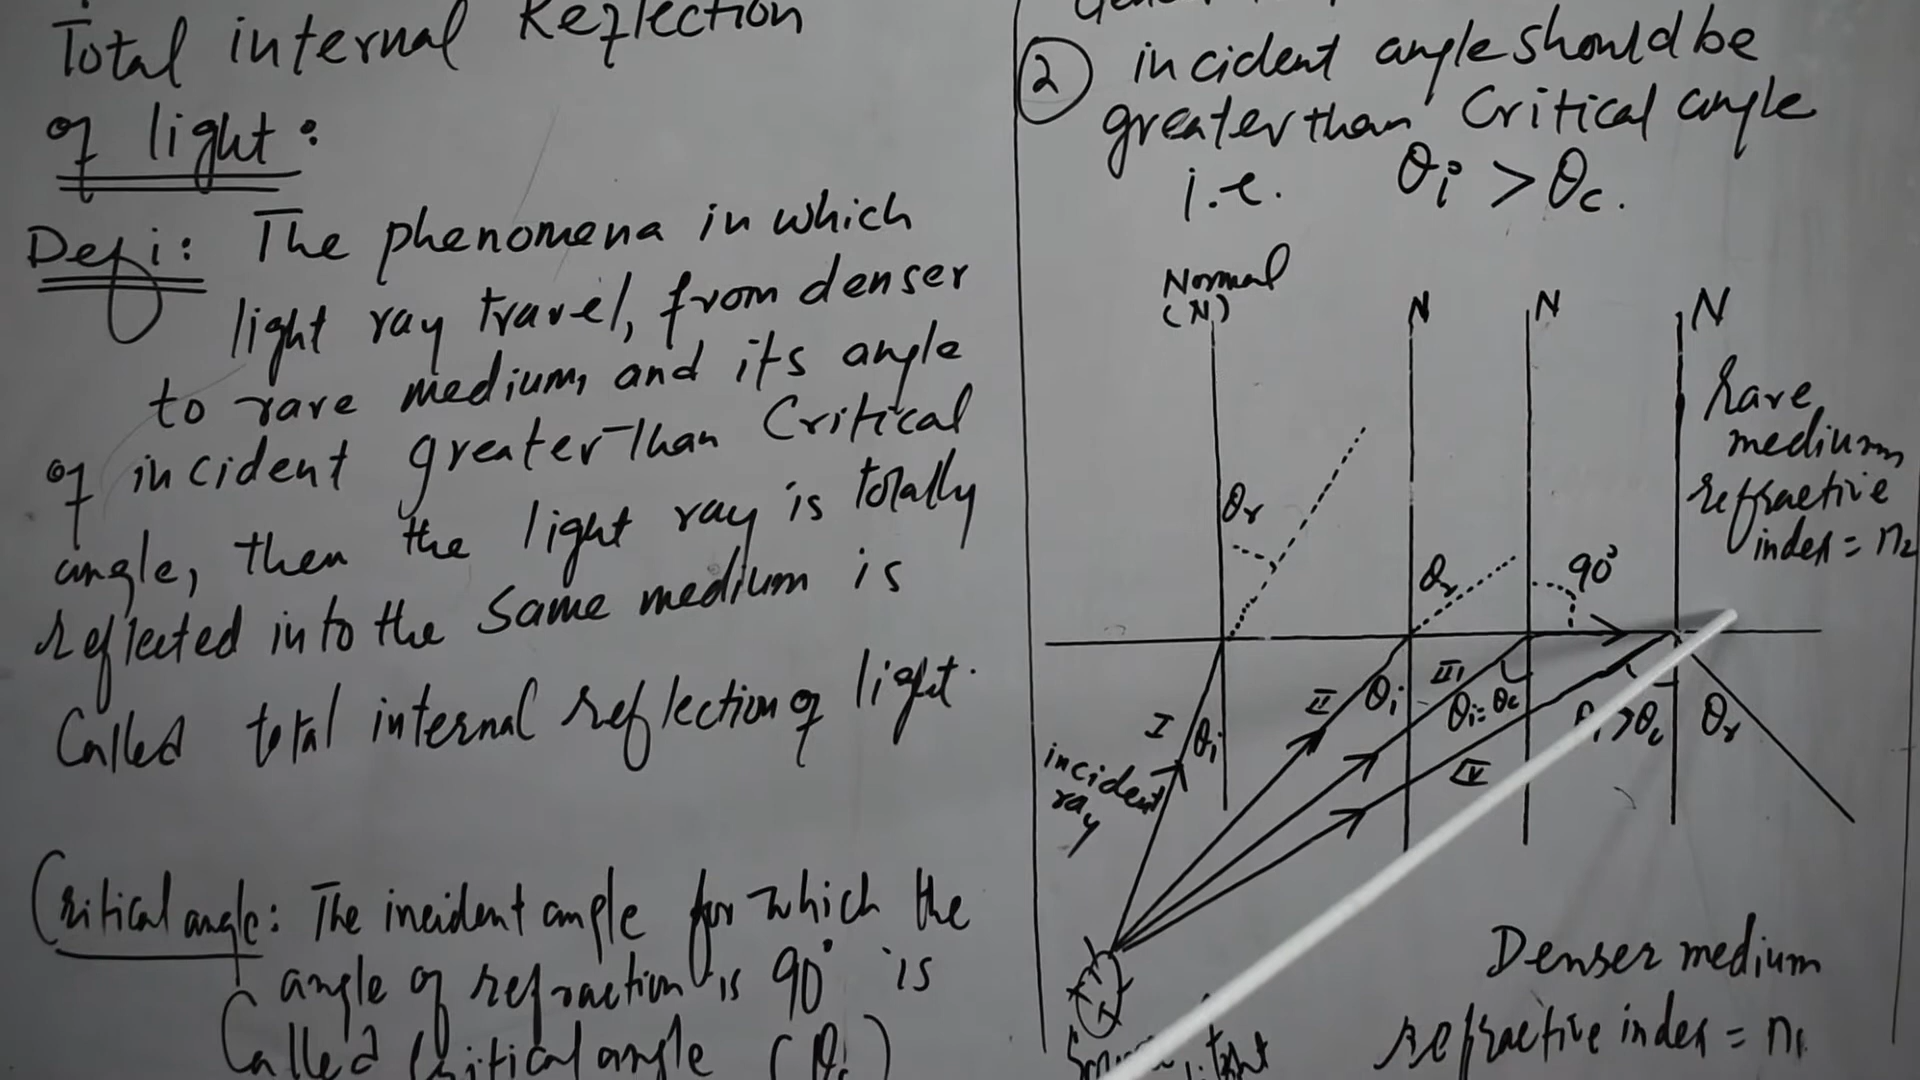 Total internal Reflection
of light:
Defi: The phenomena in which
light ray travel, from denser
to rare medium, and its angle
of incident greater than Critical
angle, then the light ray is totally
reflected into the same medium is
Called total internal reflection of light.
Critical angle: The incident angle for which the
angle of refraction is 90° is
Called Critical angle (θc)
② incident angle should be
greater than Critical angle
i.e. θi > θc.
Normal
(N)
N
N
N
rare
medium
refractive
index = n2
θr
θr
90°
I
θi
II
θi
III
θi = θc
IV
>θc
θr
incident
ray
Denser medium
refractive index = n1